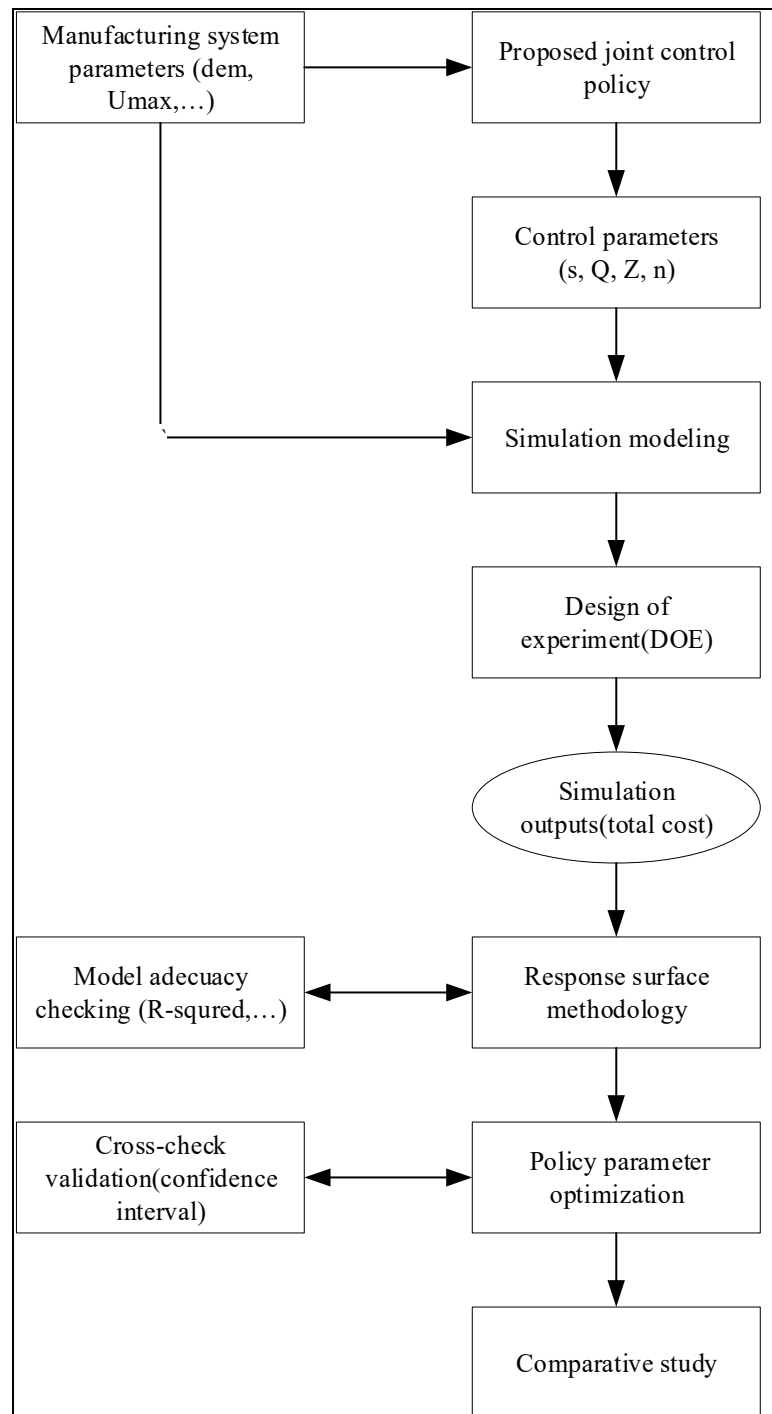 Manufacturing system
parameters (dem,
Umax,…)
Proposed joint control
policy
Control parameters
(s, Q, Z, n)
Simulation modeling
Design of
experiment(DOE)
Simulation
outputs(total cost)
Model adecuacy
checking (R-squred,…)
Response surface
methodology
Cross-check
validation(confidence
interval)
Policy parameter
optimization
Comparative study